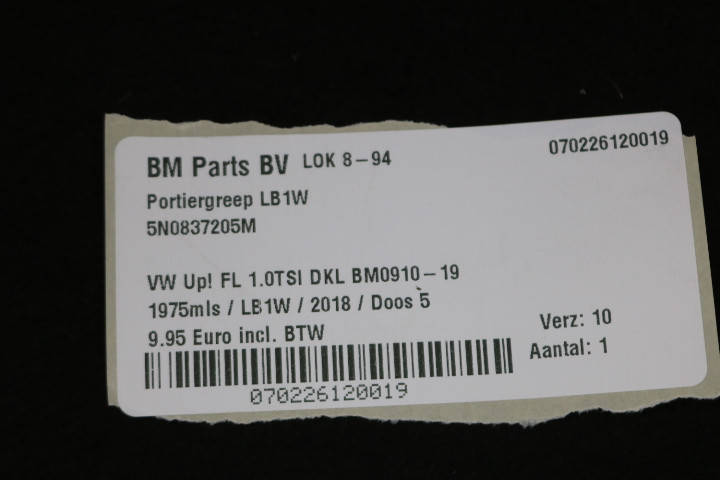 BM Parts BV LOK 8-94 070226120019
Portiergreep LB1W
5N0837205M
VW Up! FL 1.0TSI DKL BM0910-19
1975mls / LB1W / 2018 / Doos 5
9.95 Euro incl. BTW Verz: 10
Aantal: 1
070226120019